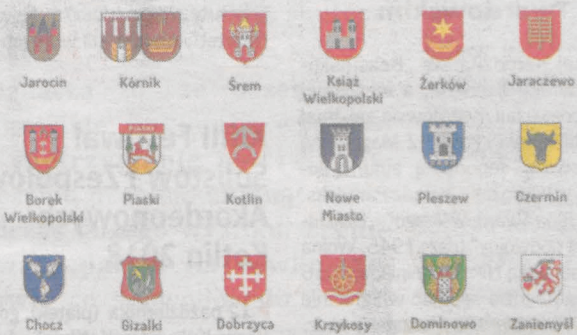 Jarocin
Kórnik
Śrem
Książ
Wielkopolski
Żerków
Jaraczewo
Borek
Wielkopolski
PIASKI
Piaski
Kotlin
Nowe
Miasto
Pleszew
Czermin
Chocz
Gizałki
Dobrzyca
Krzykosy
Dominowo
Zaniemyśl